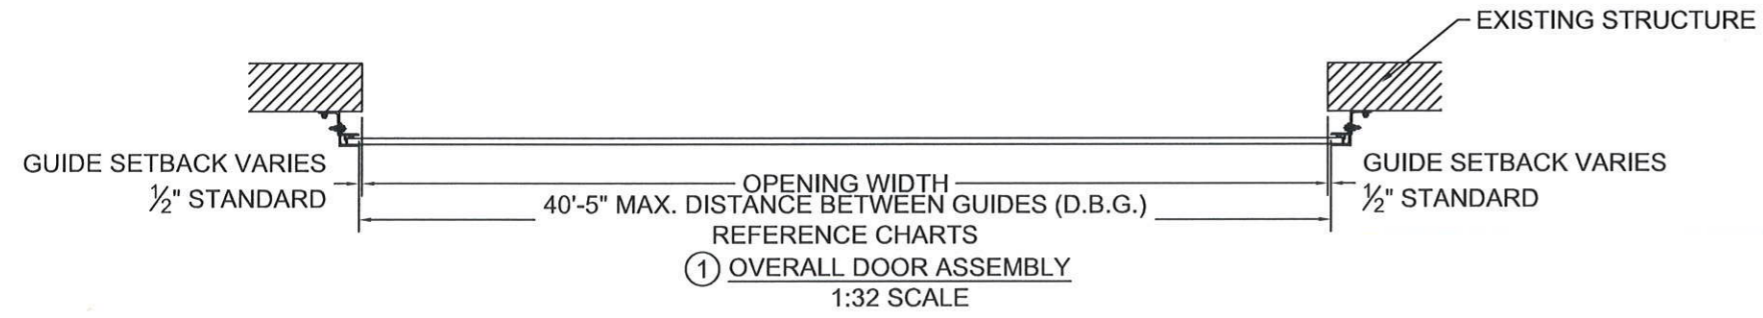 EXISTING STRUCTURE
GUIDE SETBACK VARIES
½" STANDARD
OPENING WIDTH
40'-5" MAX. DISTANCE BETWEEN GUIDES (D.B.G.)
REFERENCE CHARTS
GUIDE SETBACK VARIES
½" STANDARD
1 OVERALL DOOR ASSEMBLY
1:32 SCALE